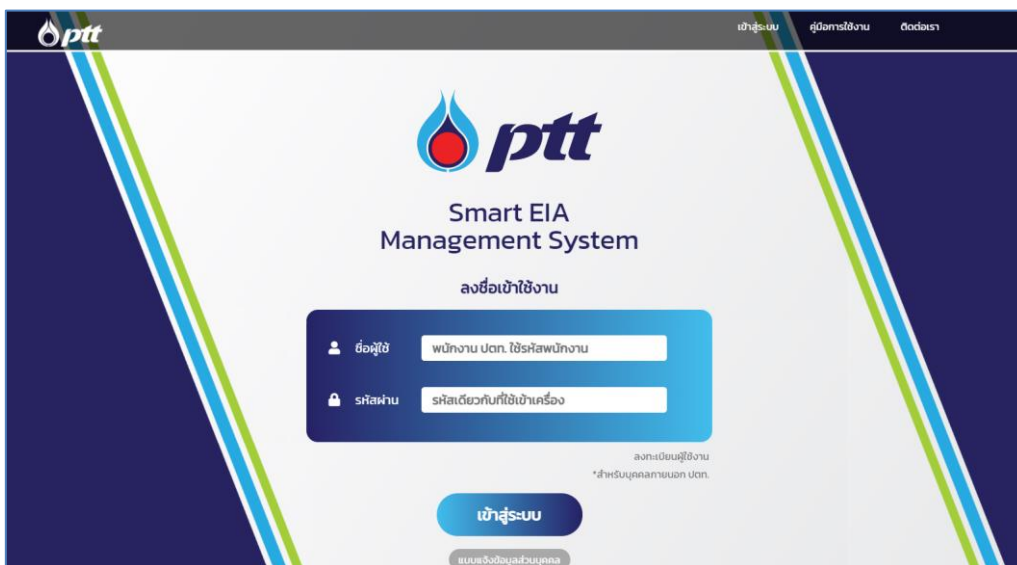 ptt
เข้าสู่ระบบ คู่มือการใช้งาน ติดต่อเรา
ptt
Smart EIA
Management System
ลงชื่อเข้าใช้งาน
ชื่อผู้ใช้ พนักงาน ปตท. ใช้รหัสพนักงาน
รหัสผ่าน รหัสเดียวกับที่ใช้เข้าเครื่อง
ลงทะเบียนผู้ใช้งาน
*สำหรับบุคคลภายนอก ปตท.
เข้าสู่ระบบ
แบบแจ้งข้อมูลส่วนบุคคล